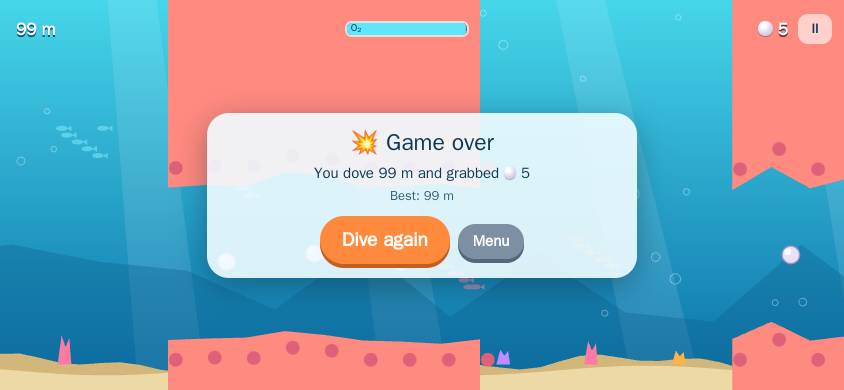 99 m
O₂
5
💥 Game over
You dove 99 m and grabbed 5
Best: 99 m
Dive again
Menu